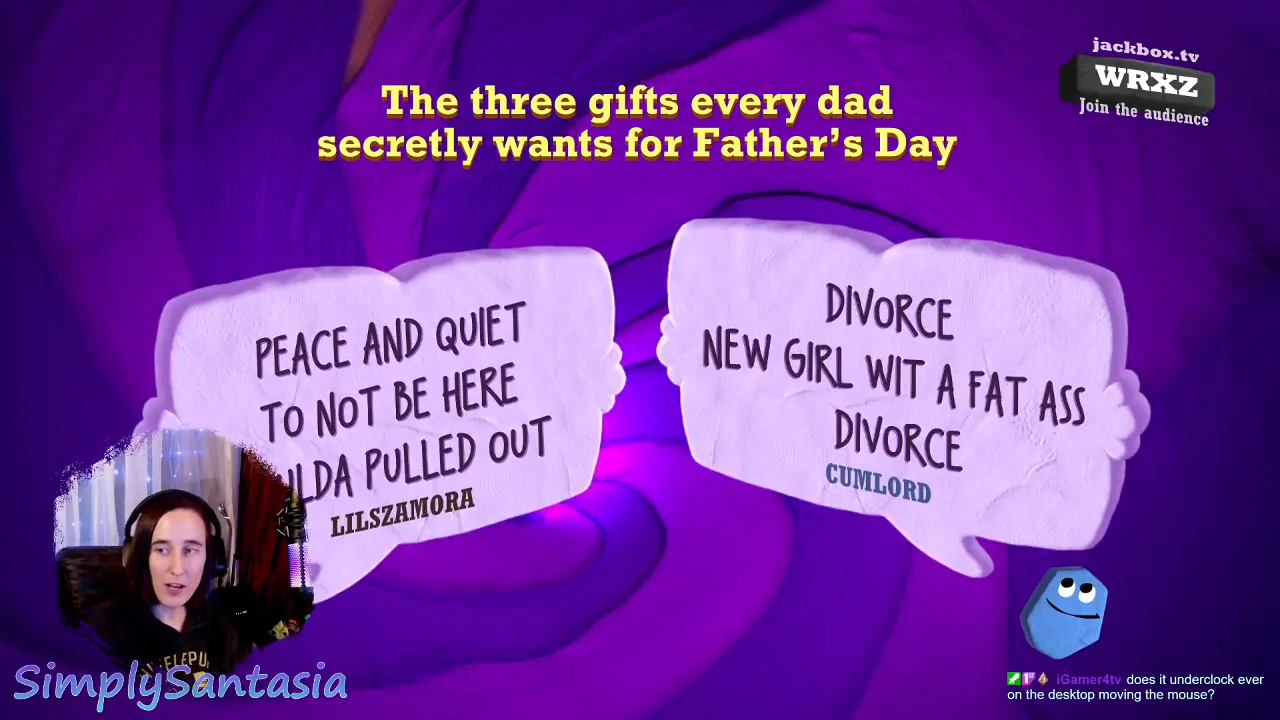 jackbox.tv
WRXZ
Join the audience
The three gifts every dad
secretly wants for Father's Day
PEACE AND QUIET
TO NOT BE HERE
PULLED OUT
LILSZAMORA
DIVORCE
NEW GIRL WIT A FAT ASS
DIVORCE
CUMLORD
SimplySantasia
iGamer4tv does it underclock ever
on the desktop moving the mouse?